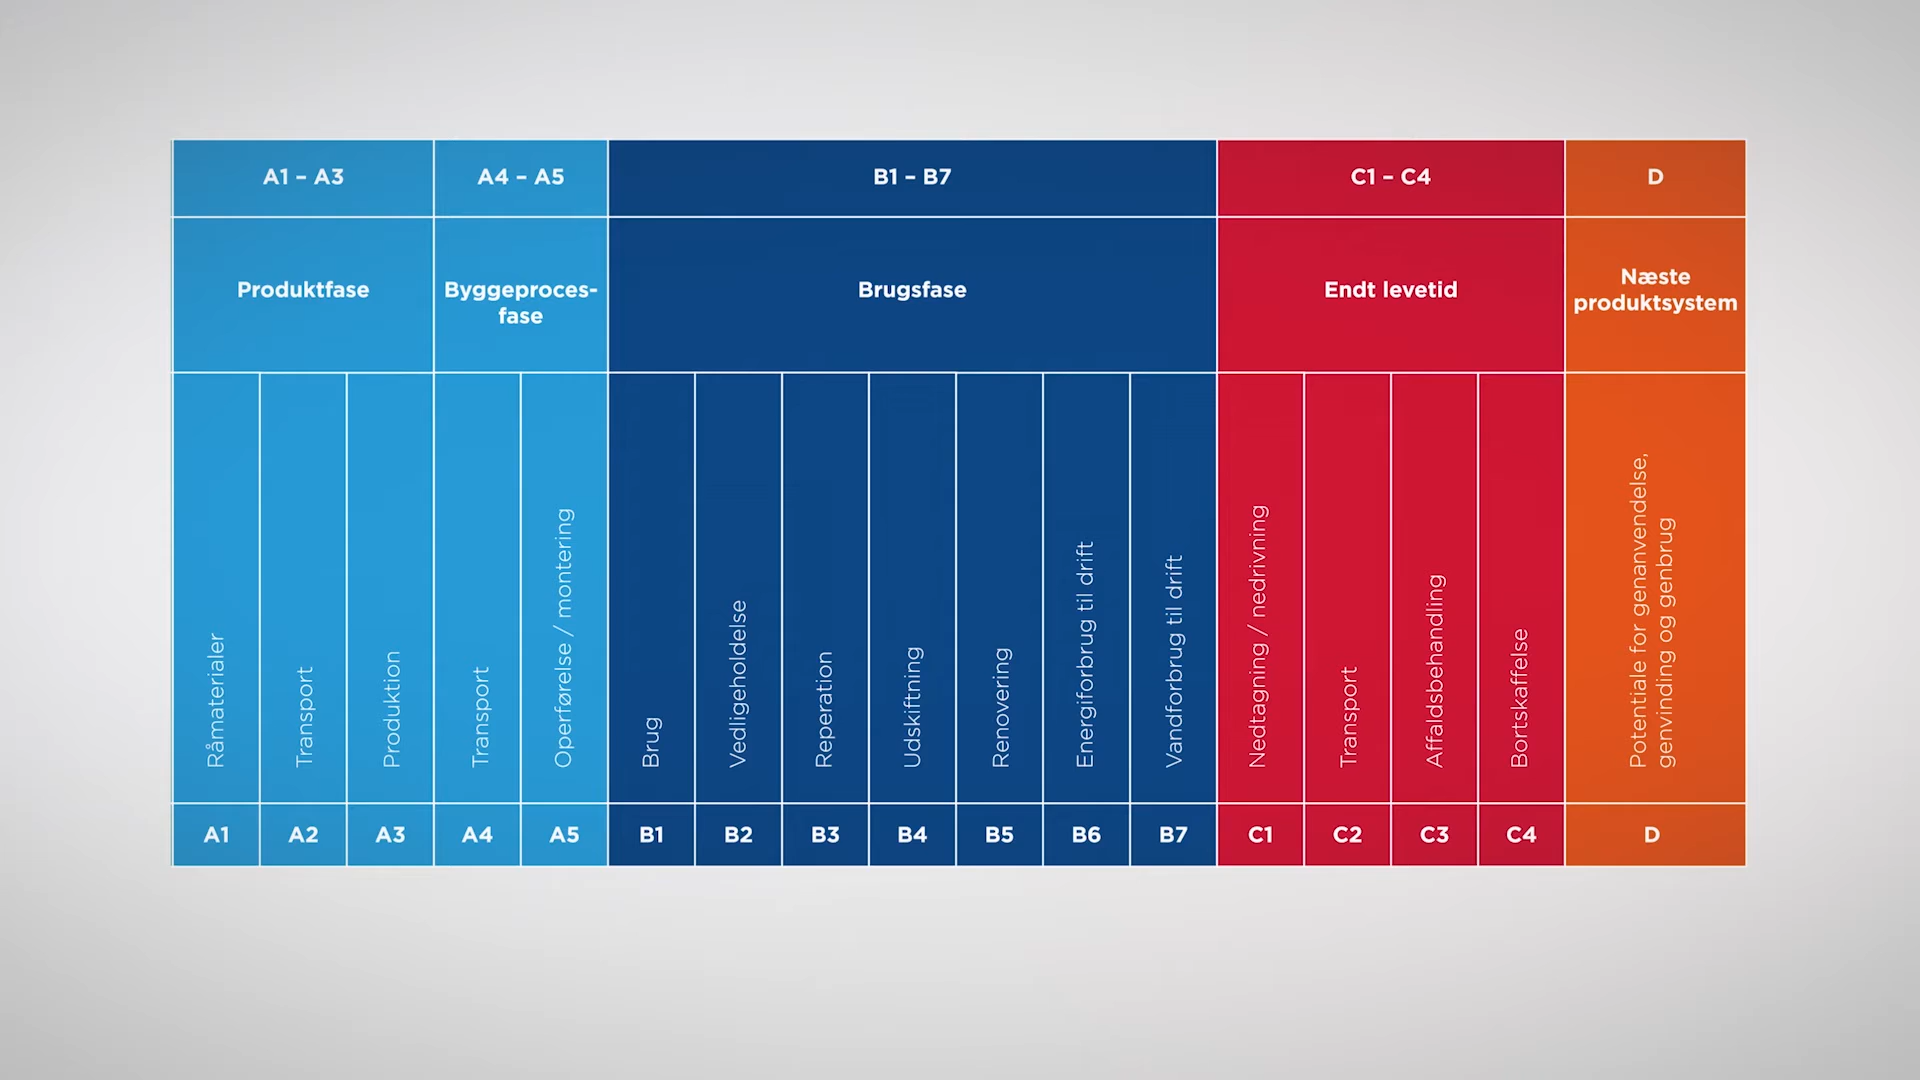 A1 – A3
A4 – A5
B1 – B7
C1 – C4
D
Produktfase
Byggeproces-
fase
Brugsfase
Endt levetid
Næste
produktsystem
Råmaterialer
Transport
Produktion
Transport
Operførelse / montering
Brug
Vedligeholdelse
Reperation
Udskiftning
Renovering
Energiforbrug til drift
Vandforbrug til drift
Nedtagning / nedrivning
Transport
Affaldsbehandling
Bortskaffelse
Potentiale for genanvendelse,
genvinding og genbrug
A1
A2
A3
A4
A5
B1
B2
B3
B4
B5
B6
B7
C1
C2
C3
C4
D